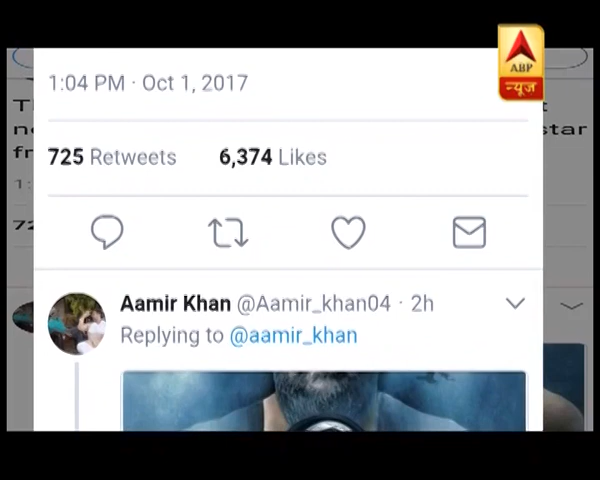 ABP
न्यूज़
1:04 PM · Oct 1, 2017
725 Retweets 6,374 Likes
Aamir Khan @Aamir_khan04 · 2h
Replying to @aamir_khan
star